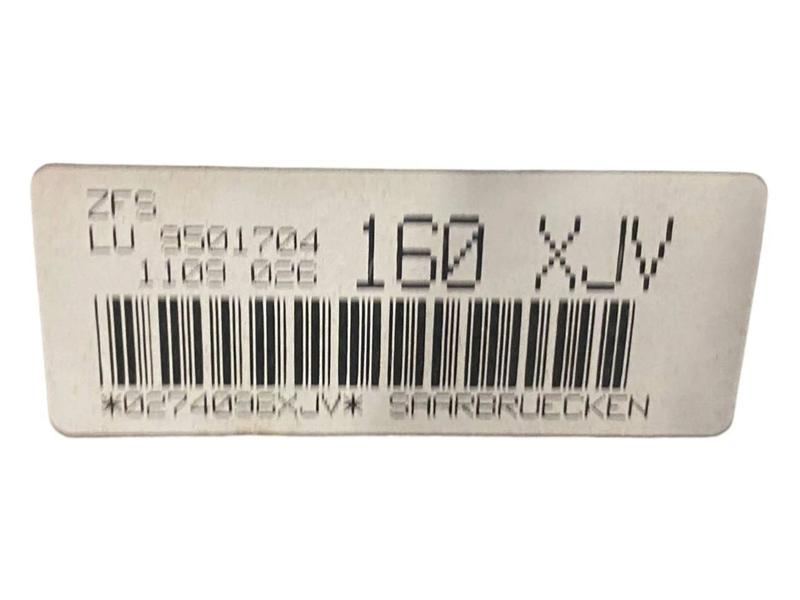 ZFS
LU 9501704
1109 026
160 XJV
*0274096XJV* SAARBRUECKEN